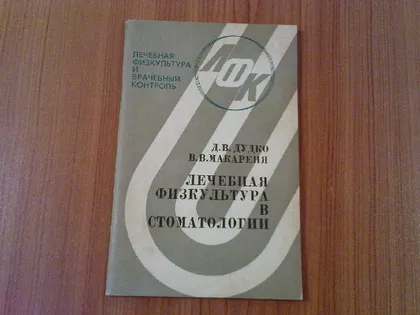 ЛЕЧЕБНАЯ
ФИЗКУЛЬТУРА
И
ВРАЧЕБНЫЙ
КОНТРОЛЬ
ЛФК
Д.В.ДУДКО
В.В.МАКАРЕНЯ
ЛЕЧЕБНАЯ
ФИЗКУЛЬТУРА
В
СТОМАТОЛОГИИ